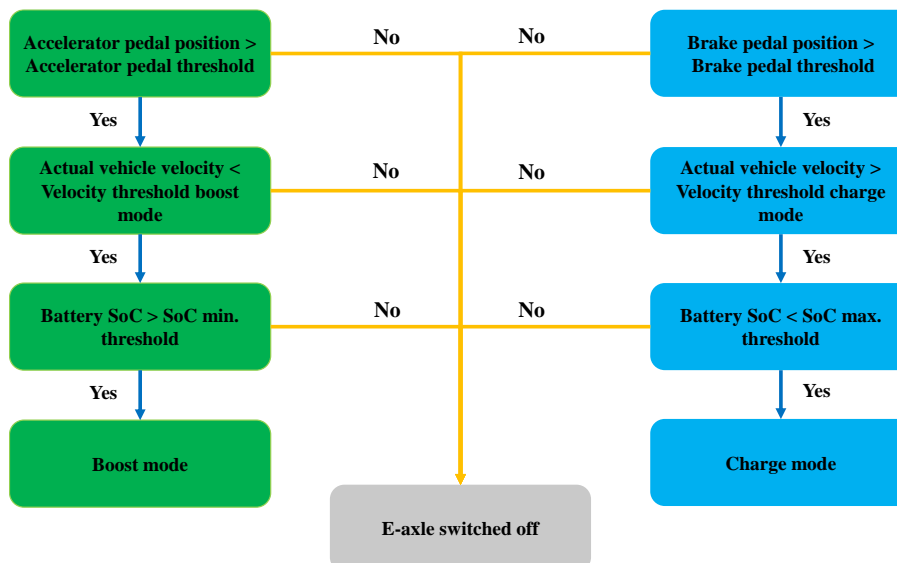 Accelerator pedal position >
Accelerator pedal threshold
No
No
Brake pedal position >
Brake pedal threshold
Yes
Yes
Actual vehicle velocity <
Velocity threshold boost
mode
No
No
Actual vehicle velocity >
Velocity threshold charge
mode
Yes
Yes
Battery SoC > SoC min.
threshold
No
No
Battery SoC < SoC max.
threshold
Yes
Yes
Boost mode
Charge mode
E-axle switched off